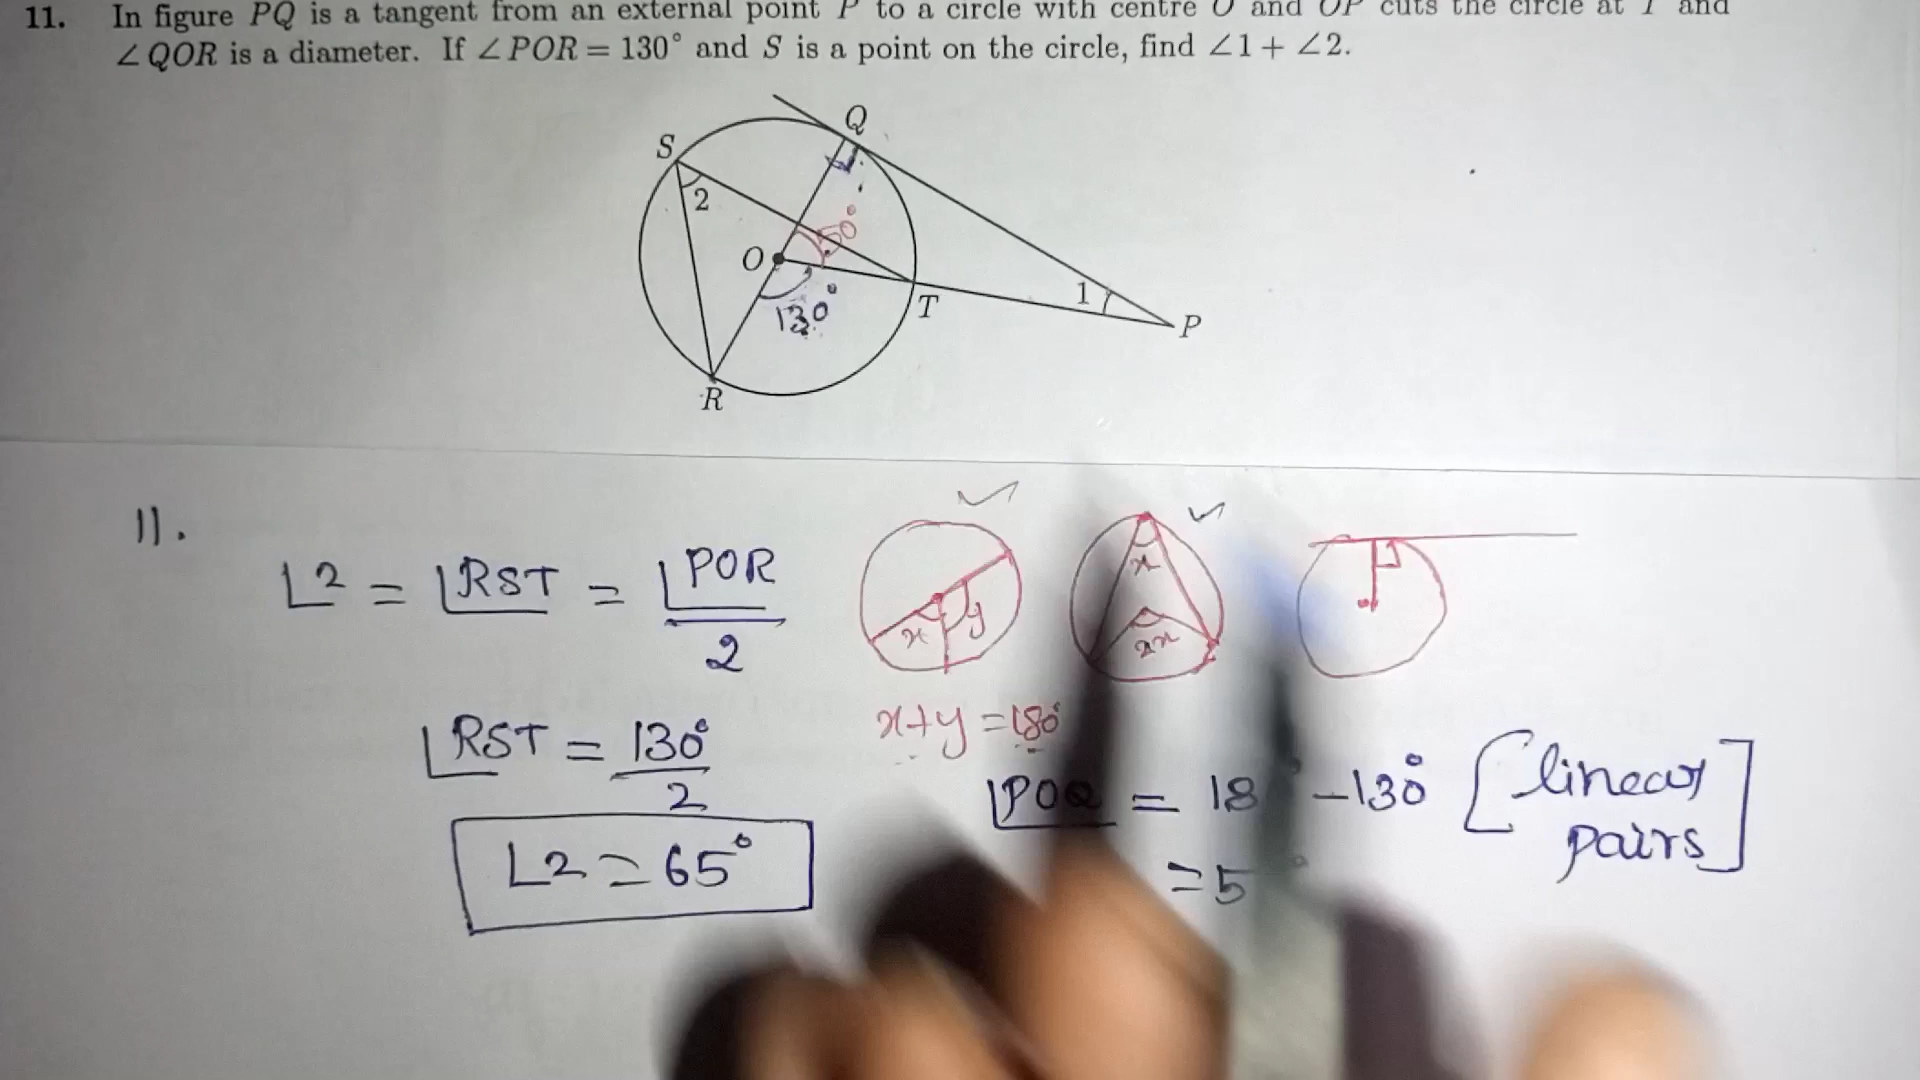 11. In figure PQ is a tangent from an external point P to a circle with centre O and OP cuts the circle at T and
∠QOR is a diameter. If ∠POR = 130° and S is a point on the circle, find ∠1 + ∠2.
Q
S
2
50°
O
130°
T
1
P
R
11.
∠2 = ∠RST = ∠POR / 2
x y
x
2x
∠RST = 130° / 2
x+y = 180°
∠2 = 65°
∠POQ = 18 - 130° [linear pairs]
= 5